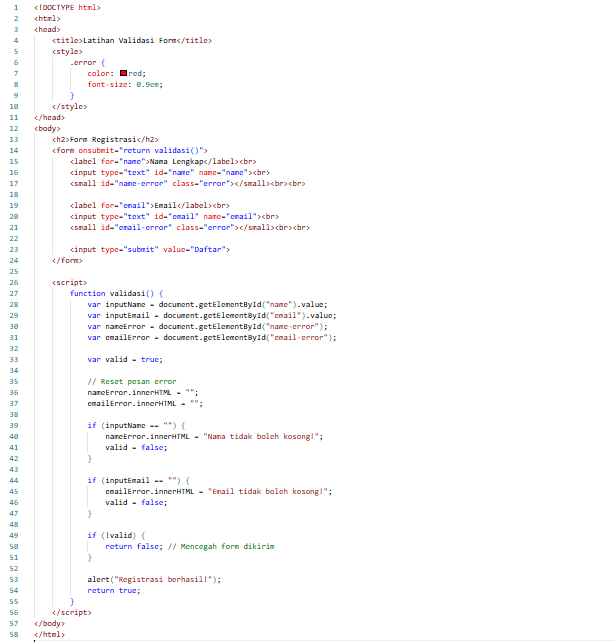 1 <!DOCTYPE html>
2 <html>
3 <head>
4 <title>Latihan Validasi Form</title>
5 <style>
6 .error {
7 color: red;
8 font-size: 0.9em;
9 }
10 </style>
11 </head>
12 <body>
13 <h2>Form Registrasi</h2>
14 <form onsubmit="return validasi()">
15 <label for="name">Nama Lengkap</label><br>
16 <input type="text" id="name" name="name"><br>
17 <small id="name-error" class="error"></small><br><br>
18
19 <label for="email">Email</label><br>
20 <input type="text" id="email" name="email"><br>
21 <small id="email-error" class="error"></small><br><br>
22
23 <input type="submit" value="Daftar">
24 </form>
25
26 <script>
27 function validasi() {
28 var inputName = document.getElementById("name").value;
29 var inputEmail = document.getElementById("email").value;
30 var nameError = document.getElementById("name-error");
31 var emailError = document.getElementById("email-error");
32
33 var valid = true;
34
35 // Reset pesan error
36 nameError.innerHTML = "";
37 emailError.innerHTML = "";
38
39 if (inputName == "") {
40 nameError.innerHTML = "Nama tidak boleh kosong!";
41 valid = false;
42 }
43
44 if (inputEmail == "") {
45 emailError.innerHTML = "Email tidak boleh kosong!";
46 valid = false;
47 }
48
49 if (!valid) {
50 return false; // Mencegah form dikirim
51 }
52
53 alert("Registrasi berhasil!");
54 return true;
55 }
56 </script>
57 </body>
58 </html>